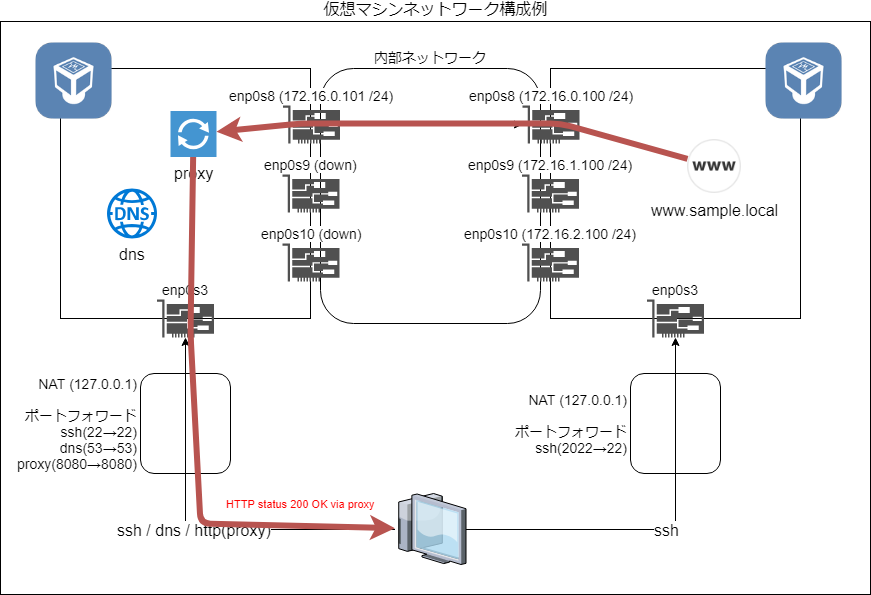 仮想マシンネットワーク構成例
内部ネットワーク
enp0s8 (172.16.0.101 /24)
enp0s8 (172.16.0.100 /24)
proxy
enp0s9 (down)
enp0s9 (172.16.1.100 /24)
www
DNS
www.sample.local
dns
enp0s10 (down)
enp0s10 (172.16.2.100 /24)
enp0s3
enp0s3
NAT (127.0.0.1)
ポートフォワード
ssh(22→22)
dns(53→53)
proxy(8080→8080)
NAT (127.0.0.1)
ポートフォワード
ssh(2022→22)
HTTP status 200 OK via proxy
ssh / dns / http(proxy)
ssh